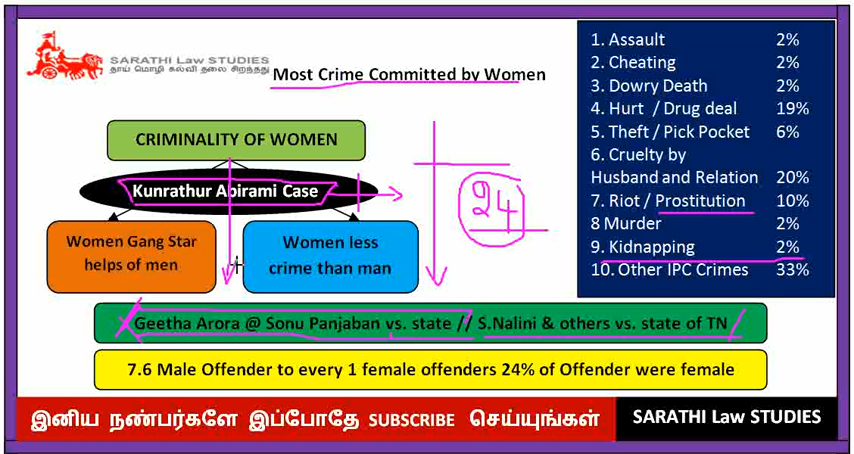 SARATHI Law STUDIES
தாய் மொழி கல்வி தலை சிறந்தது
Most Crime Committed by Women
CRIMINALITY OF WOMEN
Kunrathur Abirami Case
Women Gang Star
helps of men
Women less
crime than man
24
1. Assault 2%
2. Cheating 2%
3. Dowry Death 2%
4. Hurt / Drug deal 19%
5. Theft / Pick Pocket 6%
6. Cruelty by
Husband and Relation 20%
7. Riot / Prostitution 10%
8 Murder 2%
9. Kidnapping 2%
10. Other IPC Crimes 33%
Geetha Arora @ Sonu Panjaban vs. state // S.Nalini & others vs. state of TN
7.6 Male Offender to every 1 female offenders 24% of Offender were female
இனிய நண்பர்களே இப்போதே SUBSCRIBE செய்யுங்கள்
SARATHI Law STUDIES